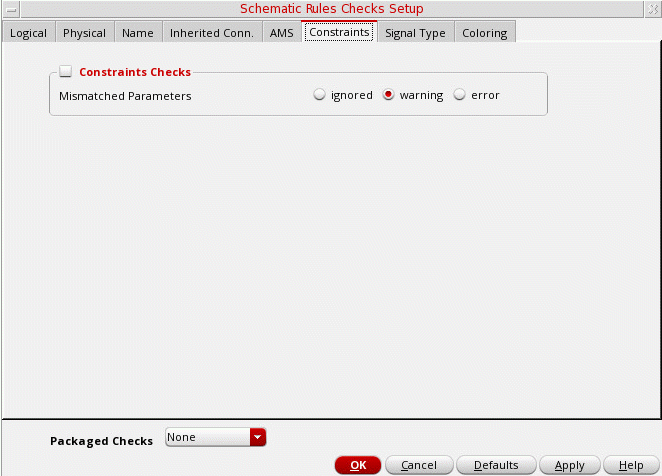 Schematic Rules Checks Setup
Logical Physical Name Inherited Conn. AMS Constraints Signal Type Coloring
Constraints Checks
Mismatched Parameters ignored warning error
Packaged Checks None
OK Cancel Defaults Apply Help